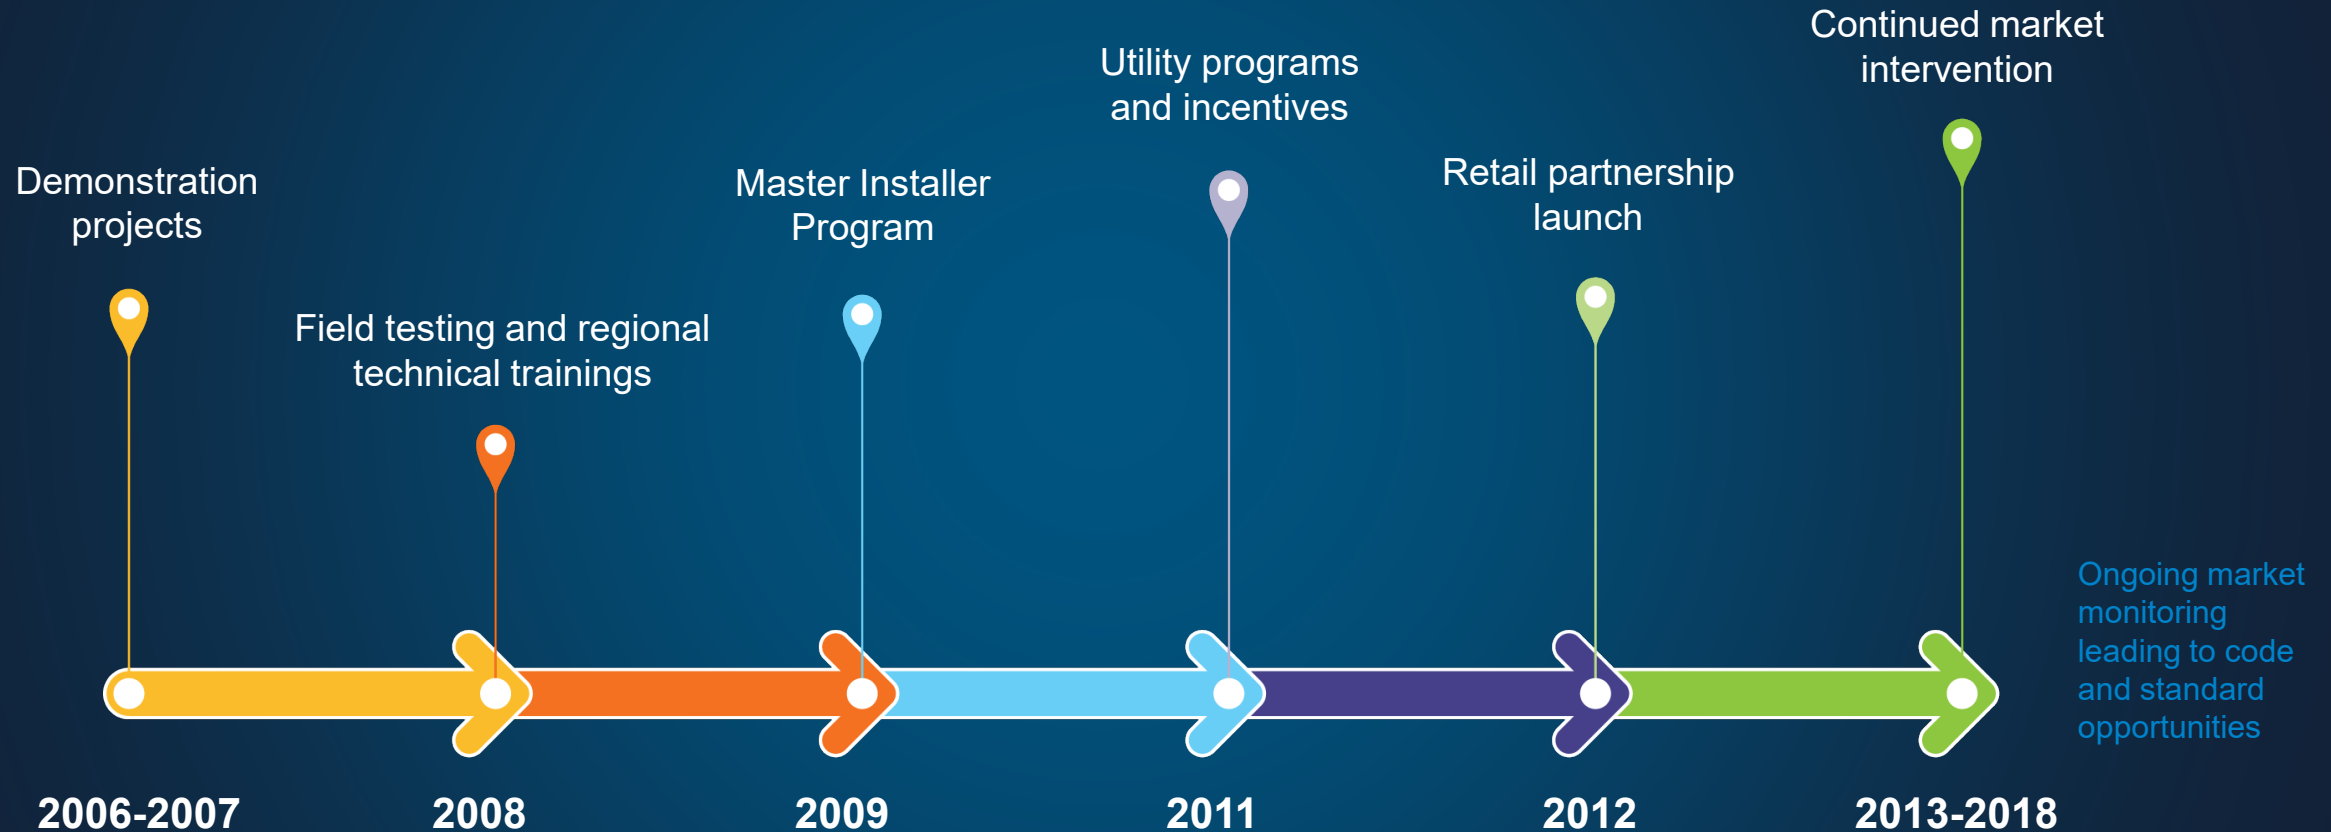 Demonstration
projects
Field testing and regional
technical trainings
Master Installer
Program
Utility programs
and incentives
Retail partnership
launch
Continued market
intervention
Ongoing market
monitoring
leading to code
and standard
opportunities
2006-2007
2008
2009
2011
2012
2013-2018